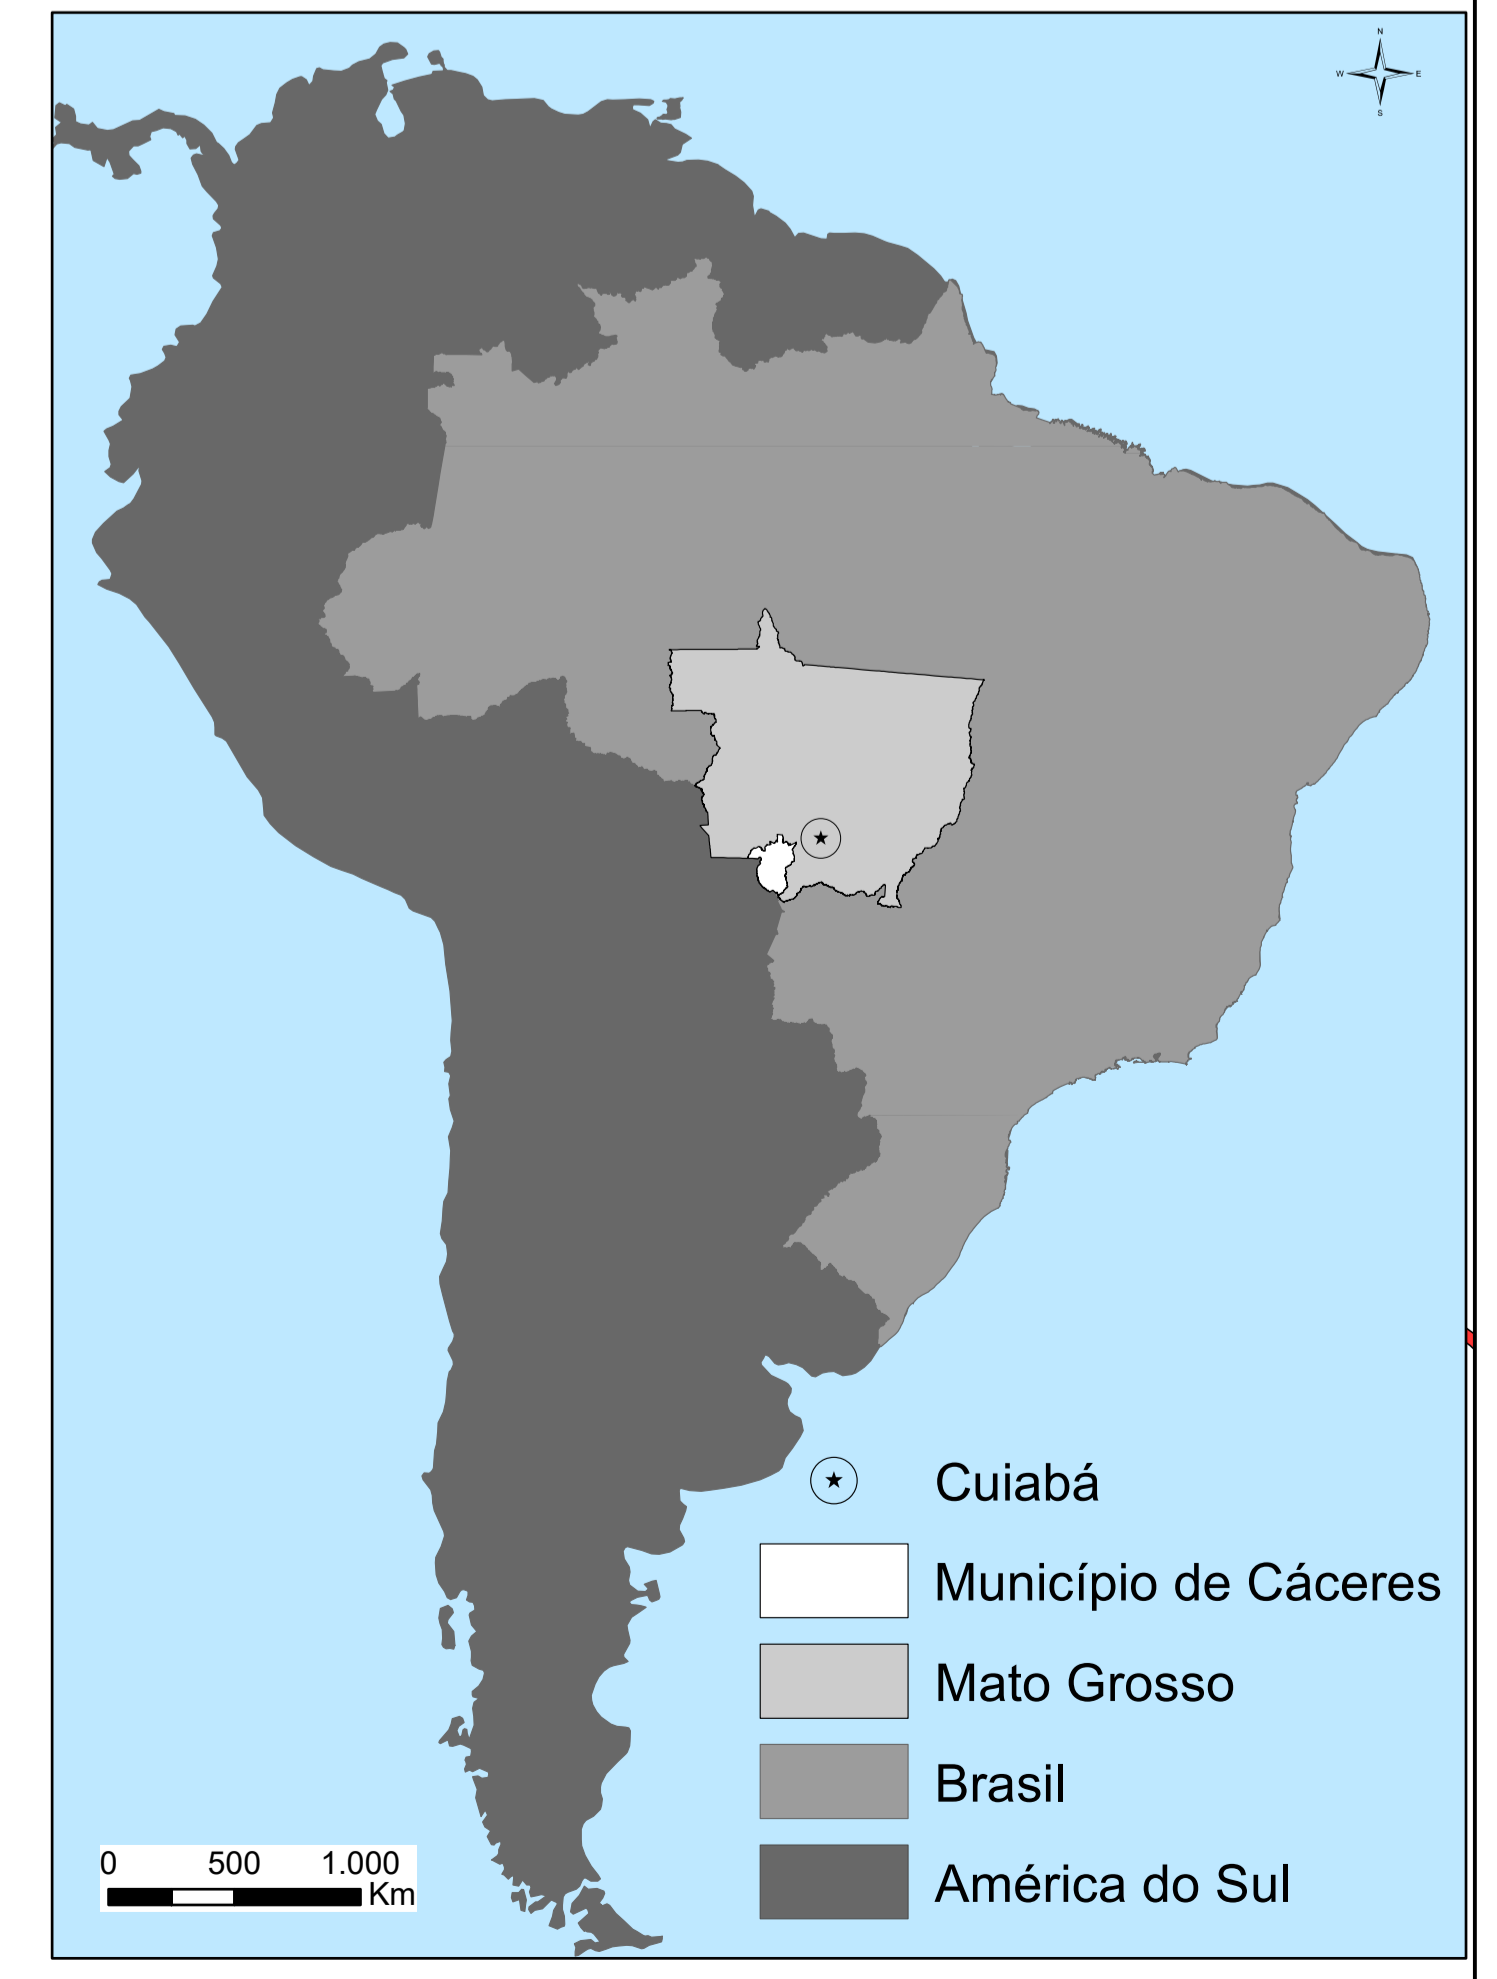 N
W E
S
Cuiabá
Município de Cáceres
Mato Grosso
Brasil
América do Sul
0 500 1.000
Km